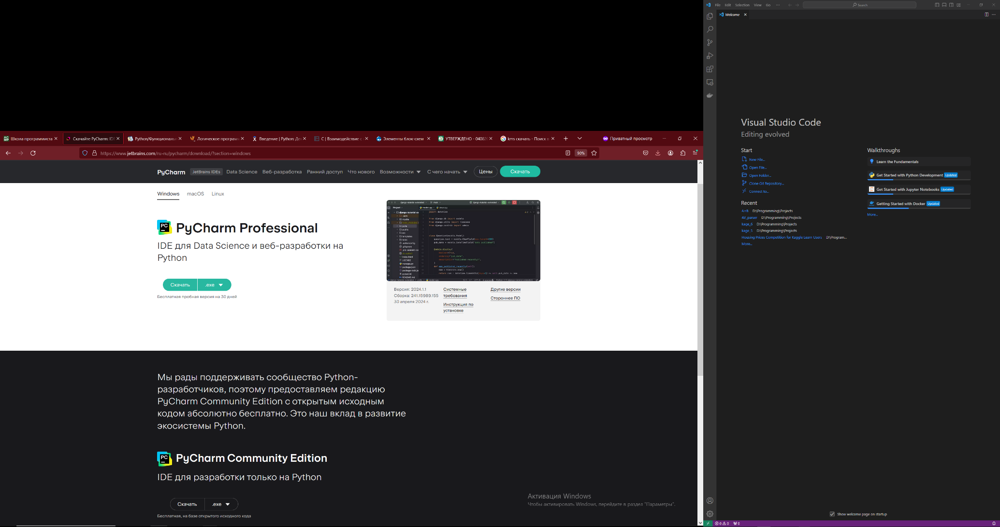 Школа программиста
Скачайте PyCharm: IDE
Python/Функциональн
Логическое программ
Введение | Python: Де
C | Взаимодействие с
Элементы блок-схем
УТВЕРЖДЕНО - 04082
kms скачать - Поиск в
Приватный просмотр
https://www.jetbrains.com/ru-ru/pycharm/download/?section=windows
90%
PyCharm
JetBrains IDEs
Data Science
Веб-разработка
Ранний доступ
Что нового
Возможности
С чего начать
Цены
Скачать
Windows
macOS
Linux
PyCharm Professional
IDE для Data Science и веб-разработки на
Python
Скачать
.exe
Бесплатная пробная версия на 30 дней
Версия: 2024.1.1
Сборка: 241.15989.155
30 апреля 2024 г.
Системные
требования
Инструкция по
установке
Другие версии
Стороннее ПО
Мы рады поддерживать сообщество Python-
разработчиков, поэтому предоставляем редакцию
PyCharm Community Edition с открытым исходным
кодом абсолютно бесплатно. Это наш вклад в развитие
экосистемы Python.
PyCharm Community Edition
IDE для разработки только на Python
Скачать
.exe
Бесплатная, на базе открытого исходного кода
Активация Windows
Чтобы активировать Windows, перейдите в раздел "Параметры".
File Edit Selection View Go
Search
Welcome
Visual Studio Code
Editing evolved
Start
New File...
Open File...
Open Folder...
Clone Git Repository...
Connect to...
Recent
A+B D:\Programming\Projects
AV_parser D:\Programming\Projects
kage_6 D:\Programming\Projects
kage_5 D:\Programming\Projects
Housing Prices Competition for Kaggle Learn Users D:\Program...
More...
Walkthroughs
Learn the Fundamentals
Get Started with Python Development Updated
Get Started with Jupyter Notebooks Updated
Getting Started with Docker Updated
More...
Show welcome page on startup
0 0 0